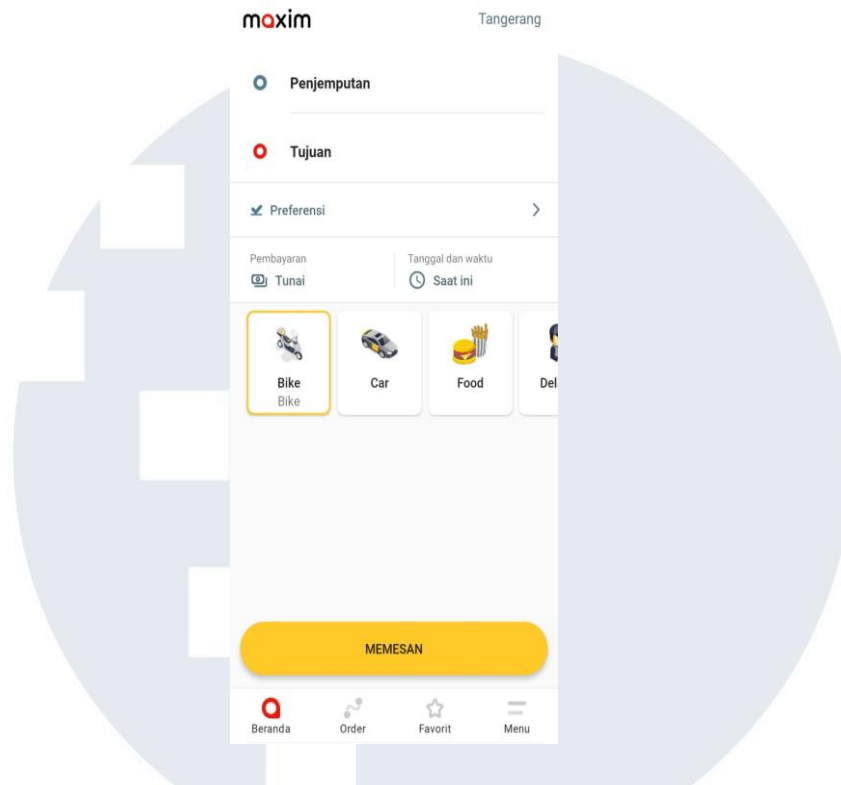 maxim
Tangerang
Penjemputan
Tujuan
Preferensi
Pembayaran
Tunai
Tanggal dan waktu
Saat ini
Bike
Bike
Car
Food
Del
MEMESAN
Beranda
Order
Favorit
Menu